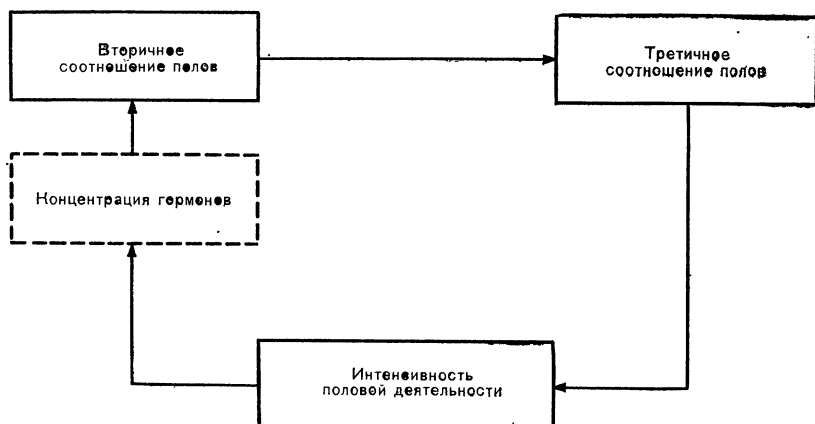 Вторичное
соотношение полов
Третичное
соотношение полов
Концентрация гормонов
Интенсивность
половой деятельности